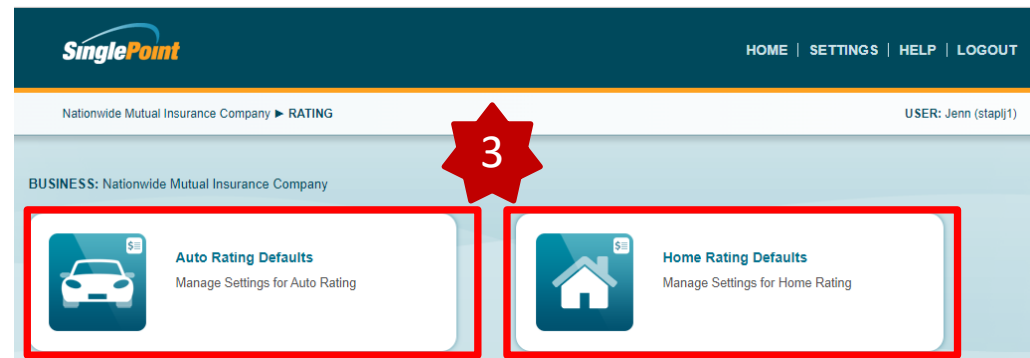 SinglePoint
HOME | SETTINGS | HELP | LOGOUT
Nationwide Mutual Insurance Company ► RATING
USER: Jenn (staplj1)
3
BUSINESS: Nationwide Mutual Insurance Company
$
Auto Rating Defaults
Manage Settings for Auto Rating
$
Home Rating Defaults
Manage Settings for Home Rating